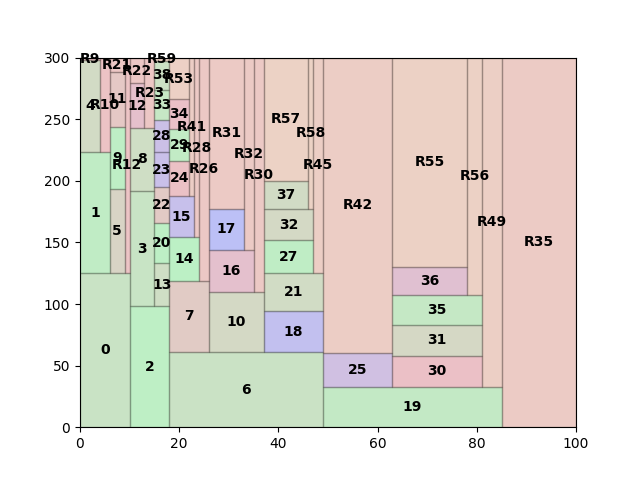 300
250
200
150
100
50
0
R9 R21 R22 R59
38 R53
4 R10 11 12 R23 33 34
R41 R31 R57 R58
28 29 R28 R32
9 R12 8 23 24 R26 R30 R45 R55 R56
1 5 3 22 15 17 37 R42 R49
20 14 16 32 27 R35
13 7 10 21 18 36 35 31
0 2 6 25 30
19
0 20 40 60 80 100